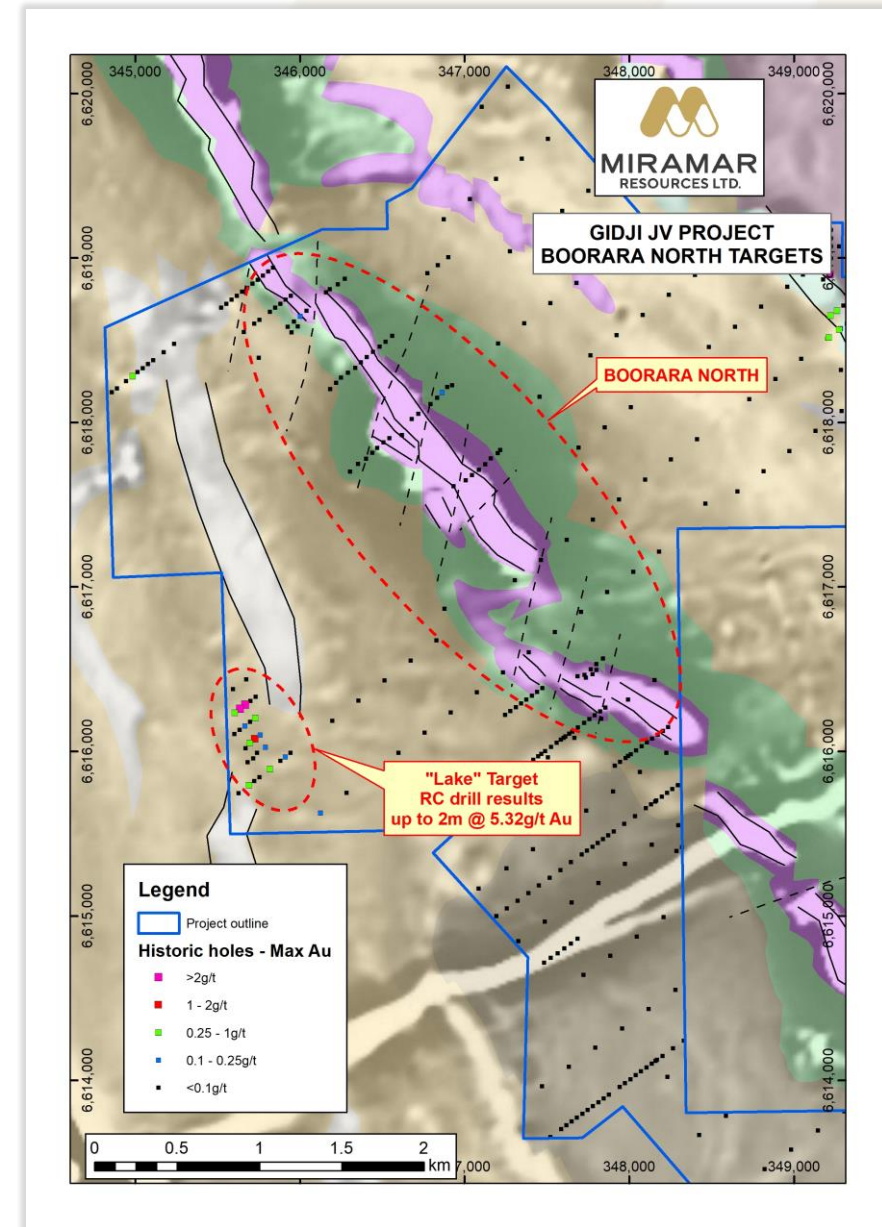 345,000
346,000
347,000
348,000
349,000
6,620,000
6,620,000
MIRAMAR
RESOURCES LTD.
GIDJI JV PROJECT
BOORARA NORTH TARGETS
6,619,000
6,619,000
BOORARA NORTH
6,618,000
6,618,000
6,617,000
6,617,000
6,616,000
6,616,000
"Lake" Target
RC drill results
up to 2m @ 5.32g/t Au
Legend
Project outline
Historic holes - Max Au
>2g/t
1 - 2g/t
0.25 - 1g/t
0.1 - 0.25g/t
<0.1g/t
6,615,000
6,615,000
6,614,000
6,614,000
0
0.5
1
1.5
2
km
7,000
348,000
349,000